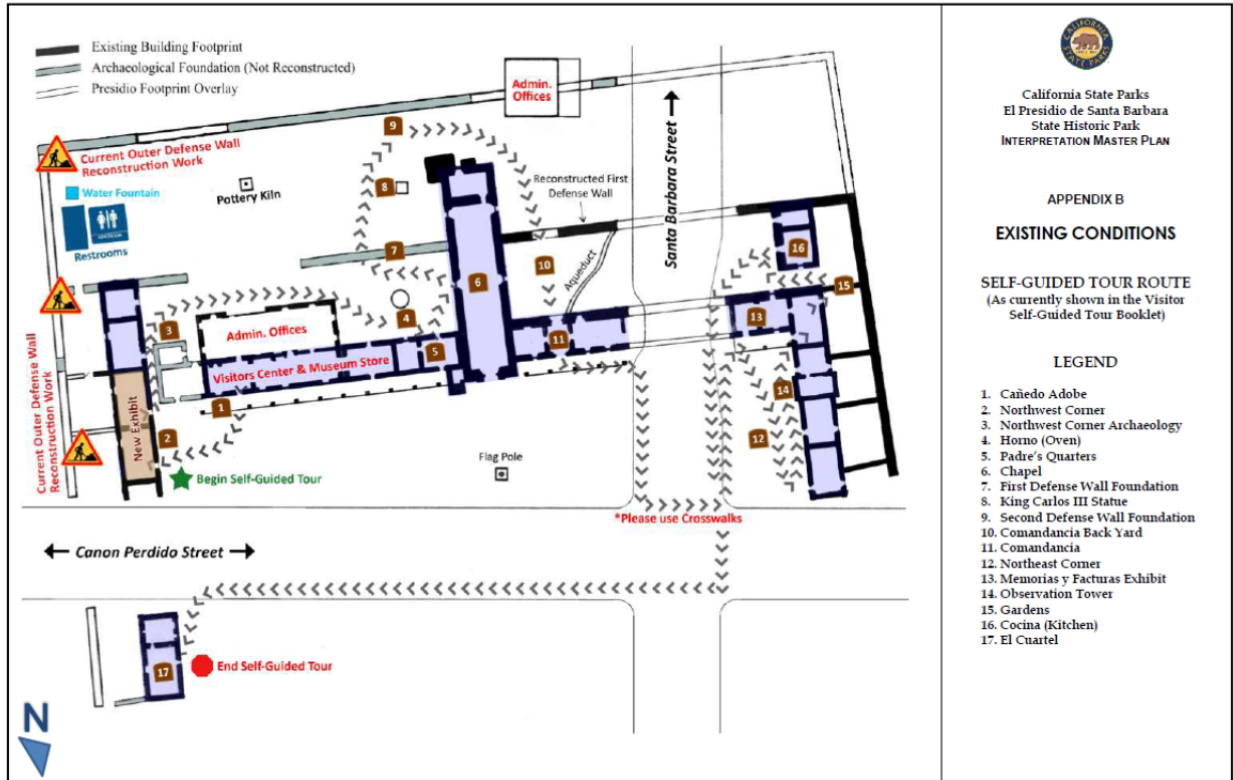 Existing Building Footprint
Archaeological Foundation (Not Reconstructed)
Presidio Footprint Overlay
Admin.
Offices
Current Outer Defense Wall
Reconstruction Work
Water Fountain
Restrooms
Pottery Kiln
9
8
7
Reconstructed First
Defense Wall
Santa Barbara Street
Aqueduct
10
6
16
15
3
Admin. Offices
4
5
Visitors Center & Museum Store
11
13
14
12
1
2
New Exhibit
Current Outer Defense Wall
Reconstruction Work
Begin Self-Guided Tour
Flag Pole
*Please use Crosswalks
Canon Perdido Street
17
End Self-Guided Tour
N
CALIFORNIA
STATE PARKS
California State Parks
El Presidio de Santa Barbara
State Historic Park
INTERPRETATION MASTER PLAN
APPENDIX B
EXISTING CONDITIONS
SELF-GUIDED TOUR ROUTE
(As currently shown in the Visitor
Self-Guided Tour Booklet)
LEGEND
1. Cañedo Adobe
2. Northwest Corner
3. Northwest Corner Archaeology
4. Horno (Oven)
5. Padre's Quarters
6. Chapel
7. First Defense Wall Foundation
8. King Carlos III Statue
9. Second Defense Wall Foundation
10. Comandancia Back Yard
11. Comandancia
12. Northeast Corner
13. Memorias y Facturas Exhibit
14. Observation Tower
15. Gardens
16. Cocina (Kitchen)
17. El Cuartel